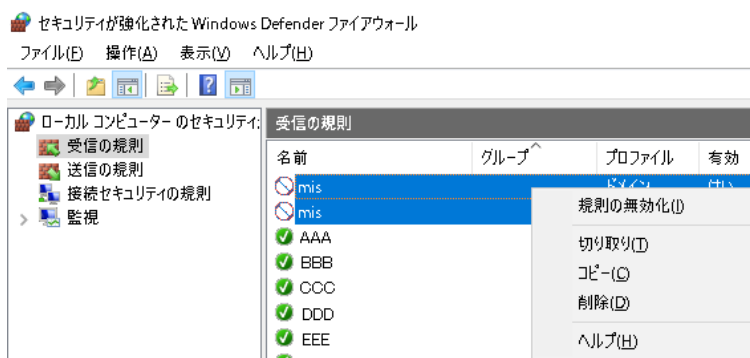 セキュリティが強化された Windows Defender ファイアウォール
ファイル(F) 操作(A) 表示(V) ヘルプ(H)
ローカル コンピューター のセキュリティ:
受信の規則
送信の規則
接続セキュリティの規則
監視
受信の規則
名前 グループ プロファイル 有効
mis ドメイン はい
mis
AAA
BBB
CCC
DDD
EEE
規則の無効化(I)
切り取り(T)
コピー(C)
削除(D)
ヘルプ(H)